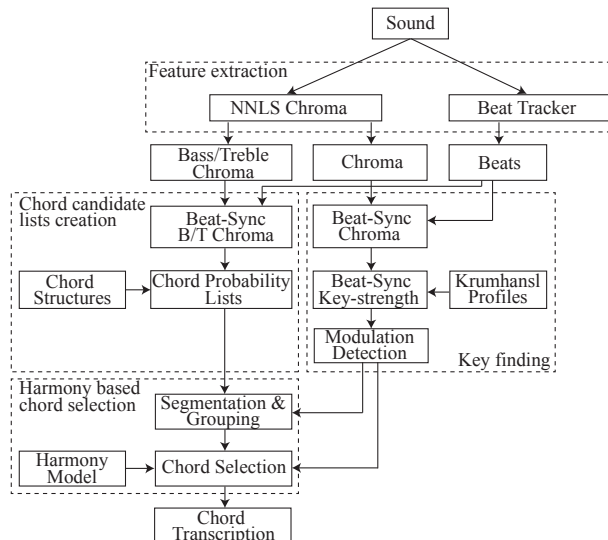 Sound
Feature extraction
NNLS Chroma
Beat Tracker
Bass/Treble
Chroma
Chroma
Beats
Chord candidate
lists creation
Beat-Sync
B/T Chroma
Beat-Sync
Chroma
Chord
Structures
Chord Probability
Lists
Beat-Sync
Key-strength
Krumhansl
Profiles
Modulation
Detection
Key finding
Harmony based
chord selection
Segmentation &
Grouping
Harmony
Model
Chord Selection
Chord
Transcription